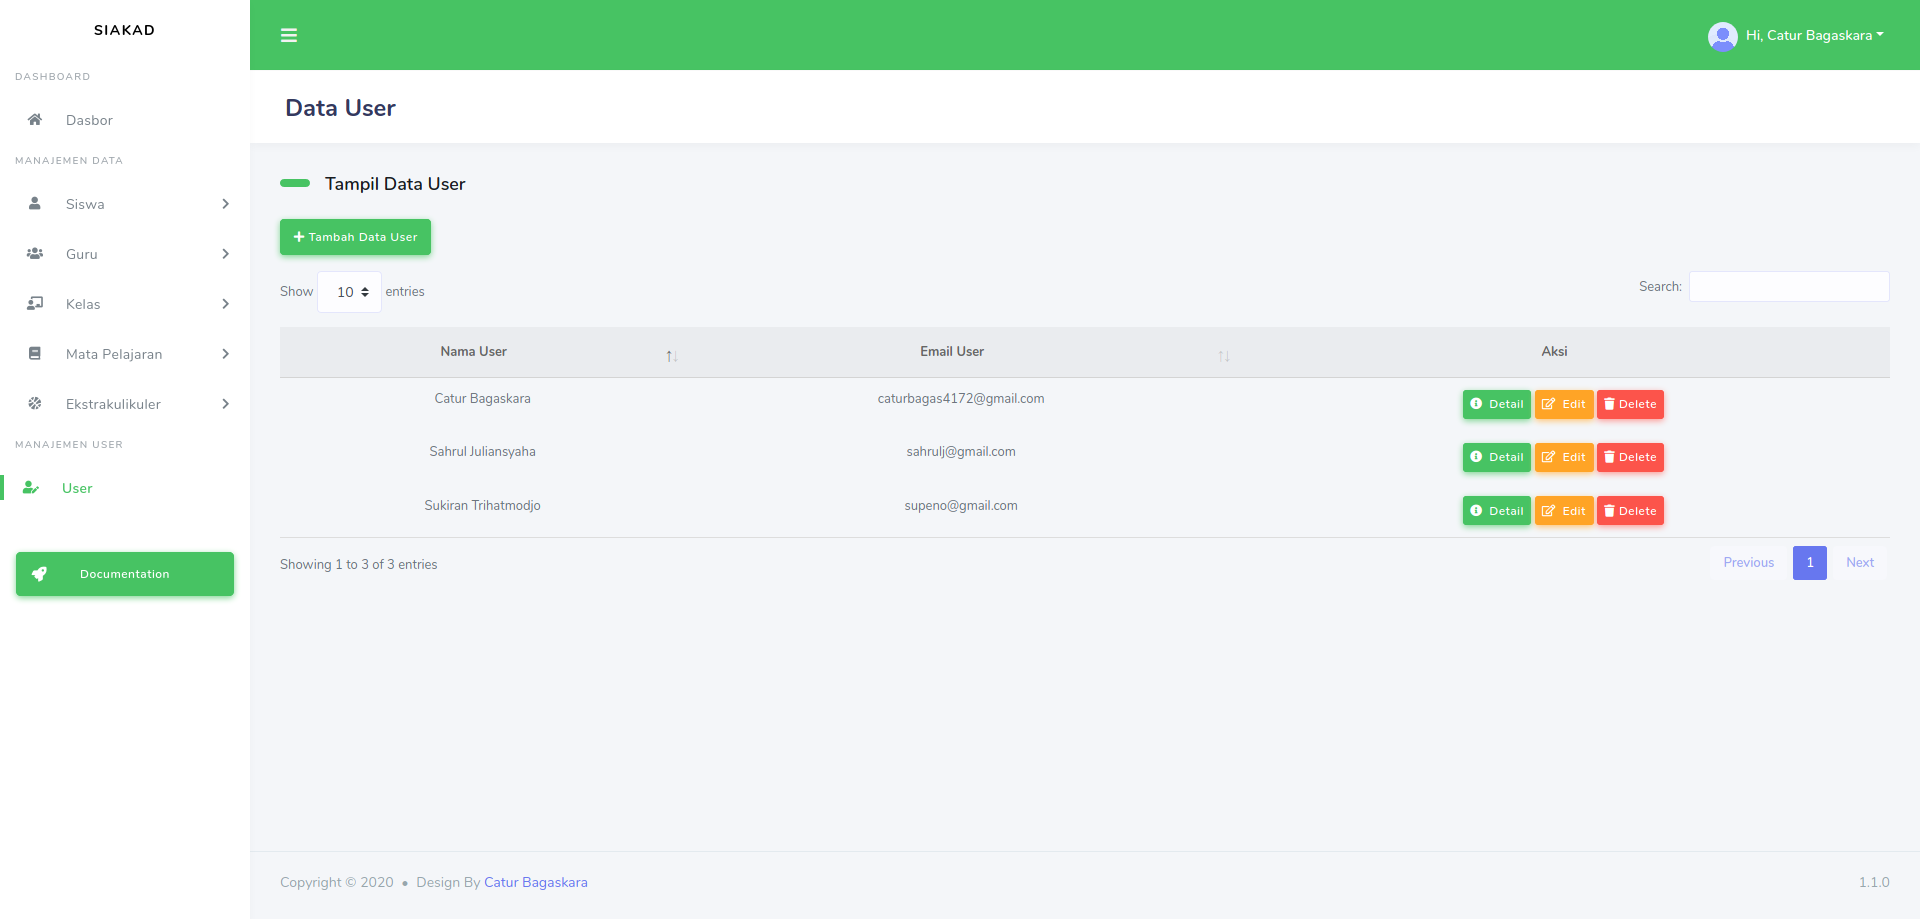 SIAKAD
Hi, Catur Bagaskara
DASHBOARD
Dasbor
MANAJEMEN DATA
Siswa
Guru
Kelas
Mata Pelajaran
Ekstrakulikuler
MANAJEMEN USER
User
Documentation
Data User
Tampil Data User
Tambah Data User
Show 10 entries
Search:
Nama User Email User Aksi
Catur Bagaskara caturbagas4172@gmail.com Detail Edit Delete
Sahrul Juliansyaha sahrulj@gmail.com Detail Edit Delete
Sukiran Trihatmodjo supeno@gmail.com Detail Edit Delete
Showing 1 to 3 of 3 entries
Previous 1 Next
Copyright © 2020 • Design By Catur Bagaskara
1.1.0